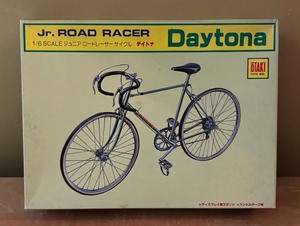 Jr. ROAD RACER
Daytona
1/6 SCALE ジュニア ロードレーサー サイクル デイトナ
OTAKI